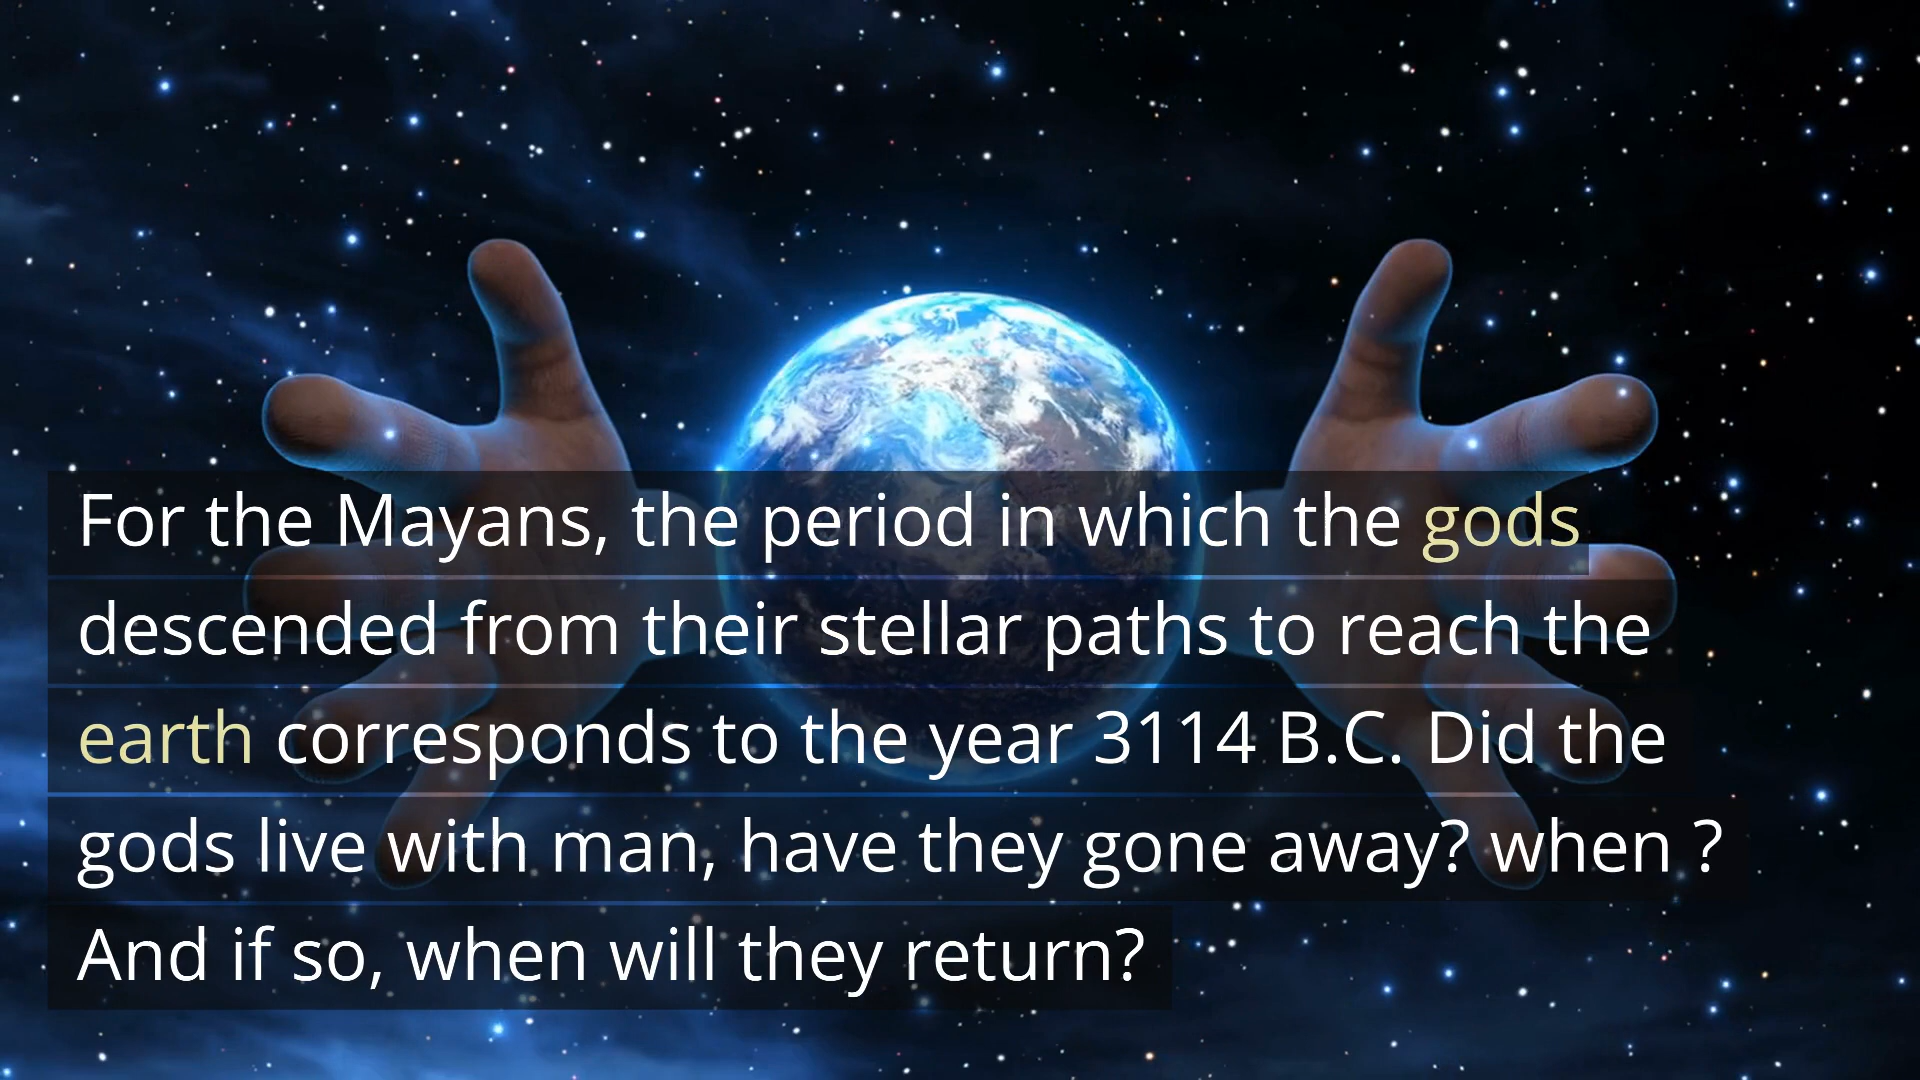 For the Mayans, the period in which the gods
descended from their stellar paths to reach the
earth corresponds to the year 3114 B.C. Did the
gods live with man, have they gone away? when ?
And if so, when will they return?